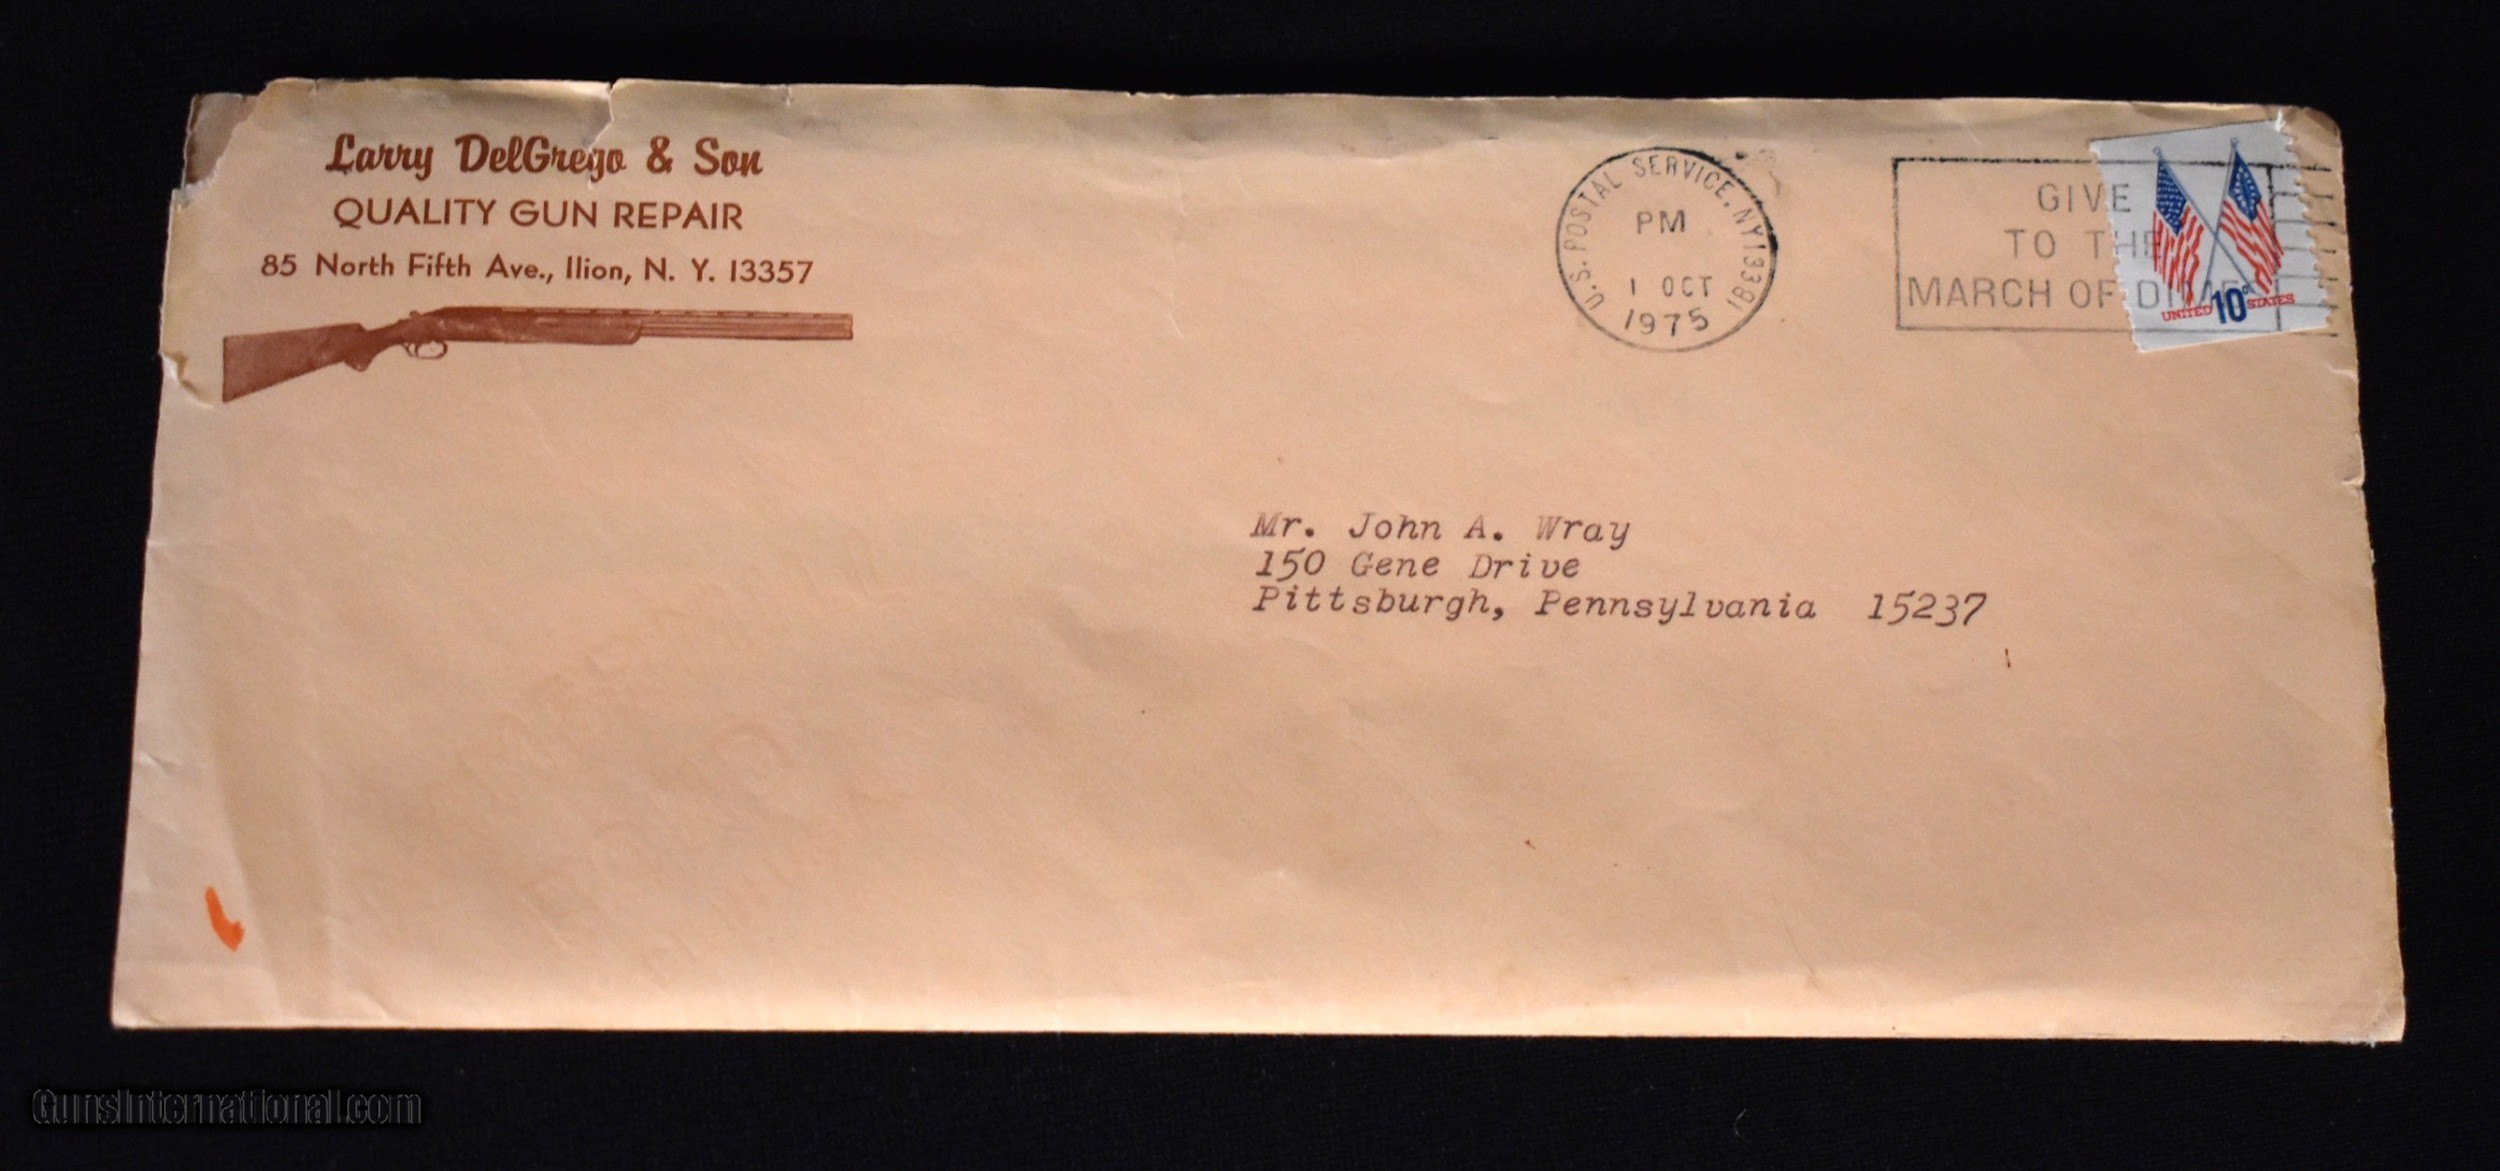 Larry DelGrego & Son
QUALITY GUN REPAIR
85 North Fifth Ave., Ilion, N. Y. 13357
U.S. POSTAL SERVICE, NY 13391
PM
1 OCT
1975
GIVE
TO THE
MARCH OF DIMES
10c
UNITED STATES
Mr. John A. Wray
150 Gene Drive
Pittsburgh, Pennsylvania 15237
GunsInternational.com